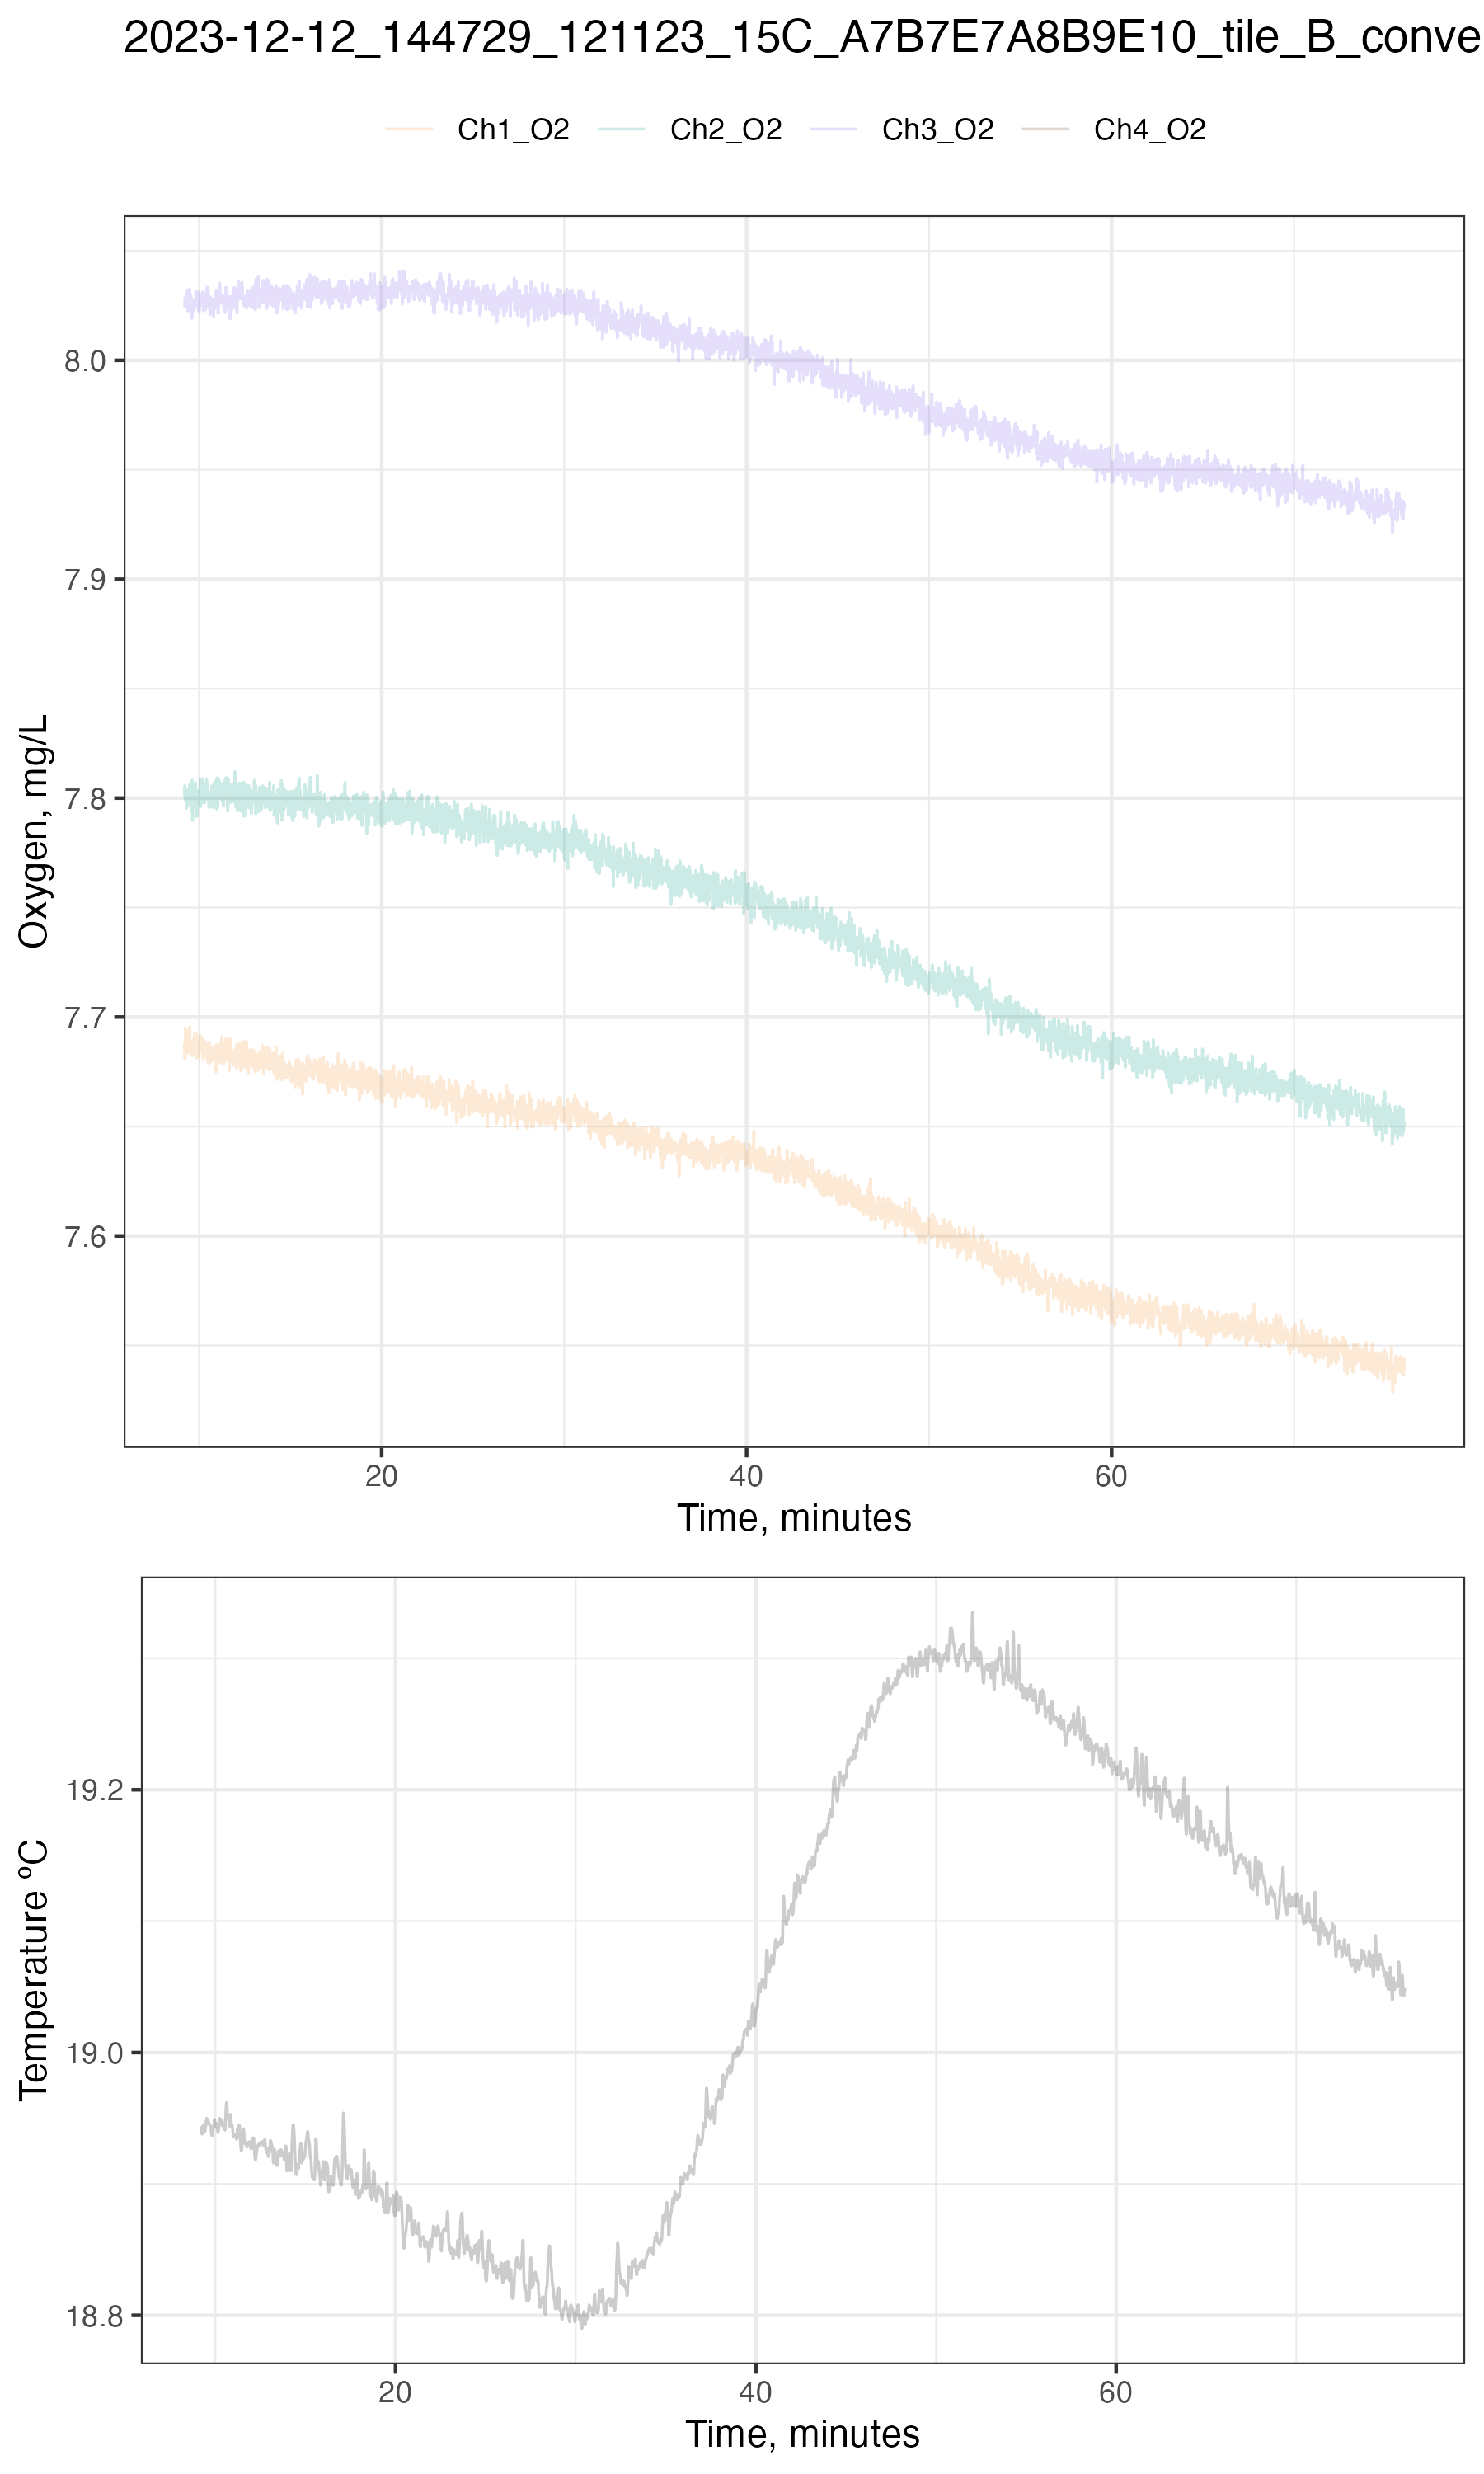 2023-12-12_144729_121123_15C_A7B7E7A8B9E10_tile_B_conve
Ch1_O2 Ch2_O2 Ch3_O2 Ch4_O2
Oxygen, mg/L
8.0
7.9
7.8
7.7
7.6
20 40 60
Time, minutes
Temperature ºC
19.2
19.0
18.8
20 40 60
Time, minutes